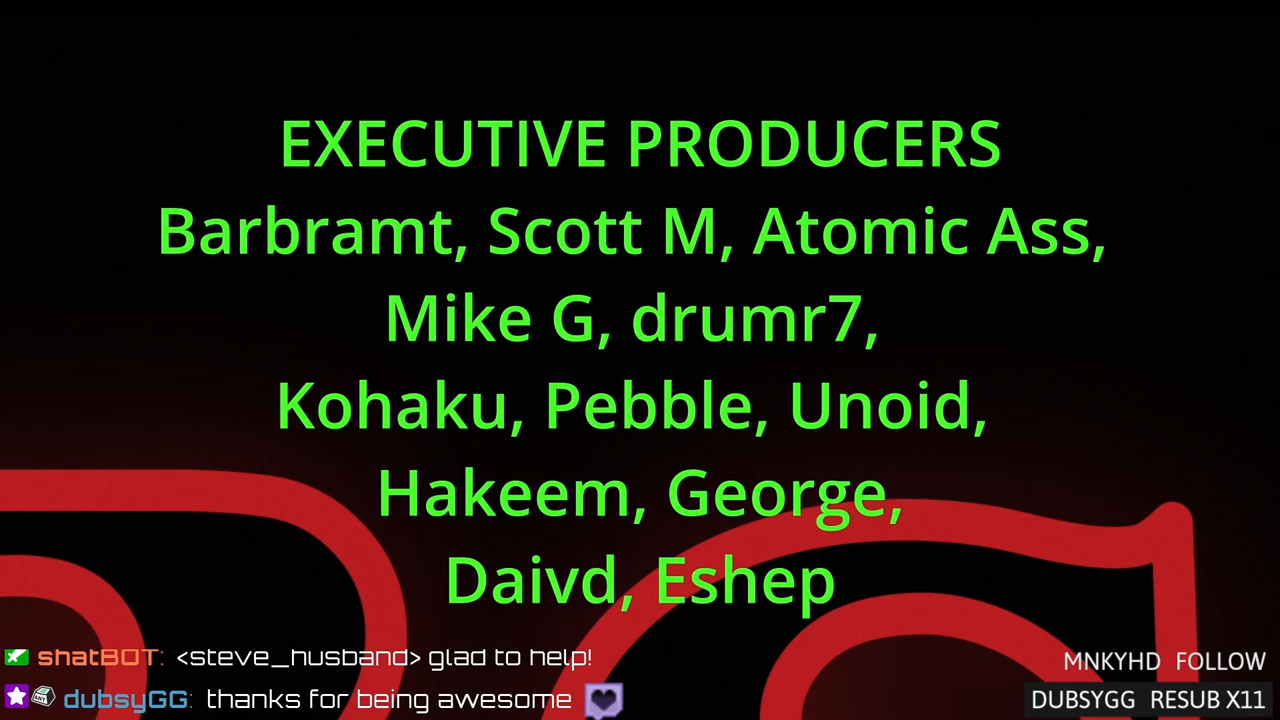 EXECUTIVE PRODUCERS
Barbramt, Scott M, Atomic Ass,
Mike G, drumr7,
Kohaku, Pebble, Unoid,
Hakeem, George,
Daivd, Eshep
shatBOT: <steve_husband> glad to help!
MNKYHD FOLLOW
dubsyGG: thanks for being awesome
DUBSYGG RESUB X11